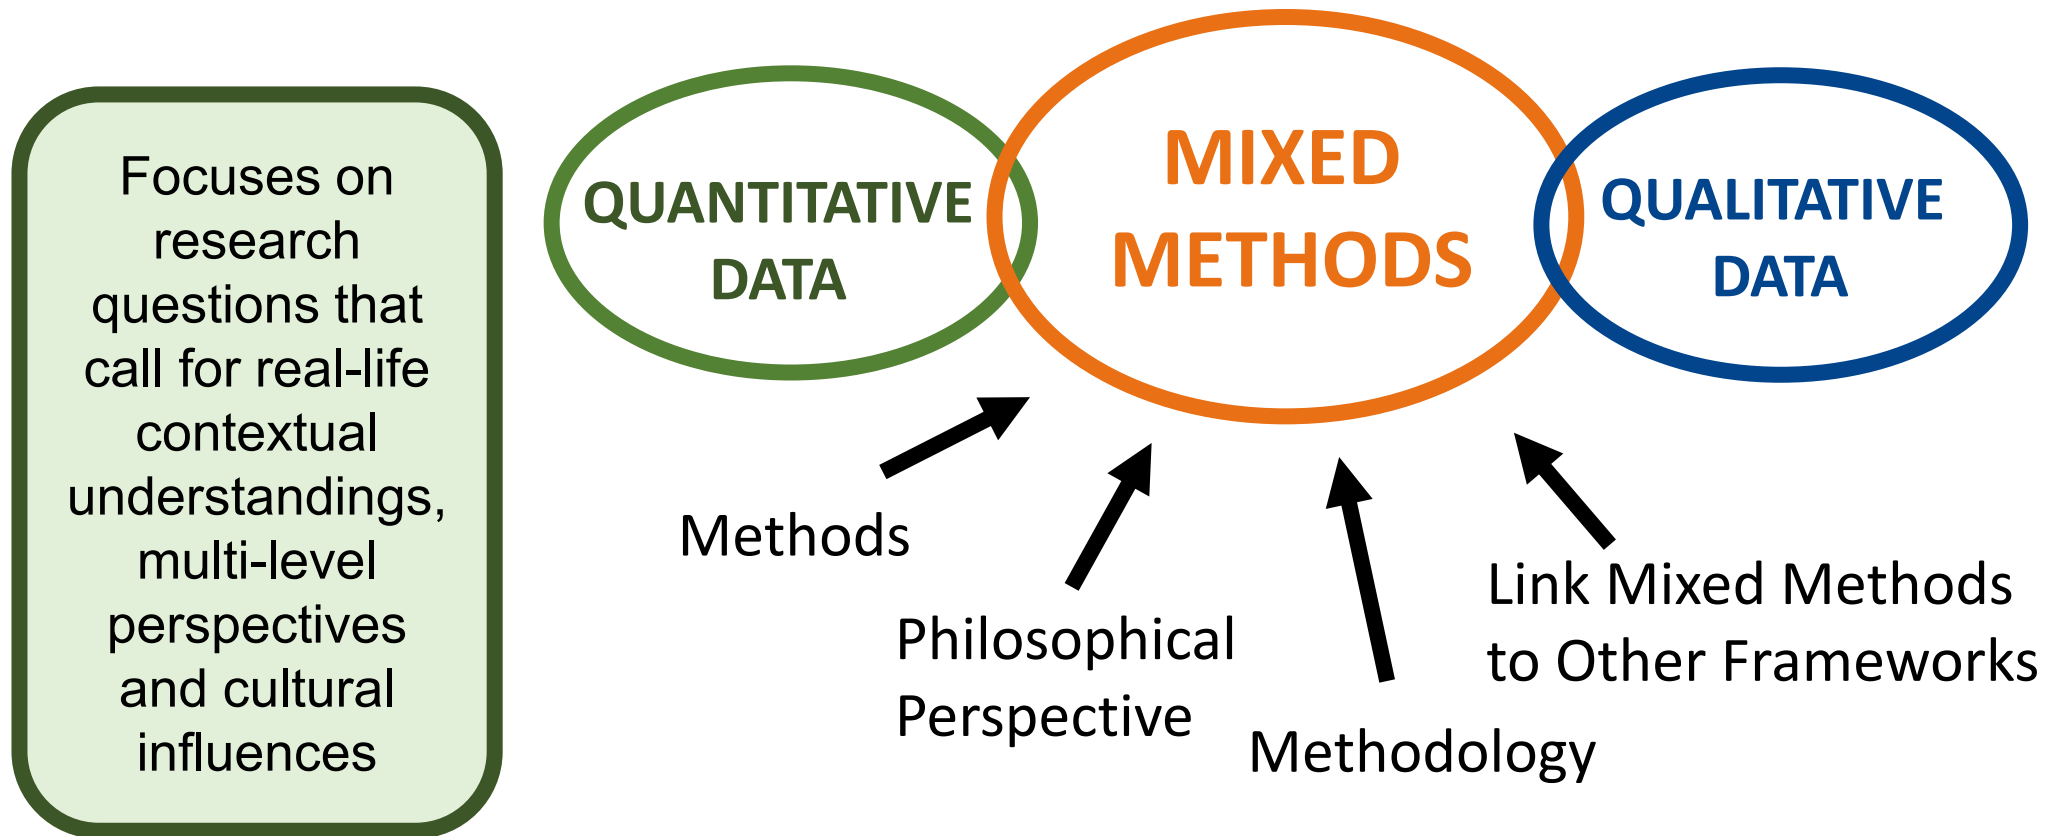 Focuses on
research
questions that
call for real-life
contextual
understandings,
multi-level
perspectives
and cultural
influences
QUANTITATIVE
DATA
MIXED
METHODS
QUALITATIVE
DATA
Methods
Philosophical
Perspective
Methodology
Link Mixed Methods
to Other Frameworks